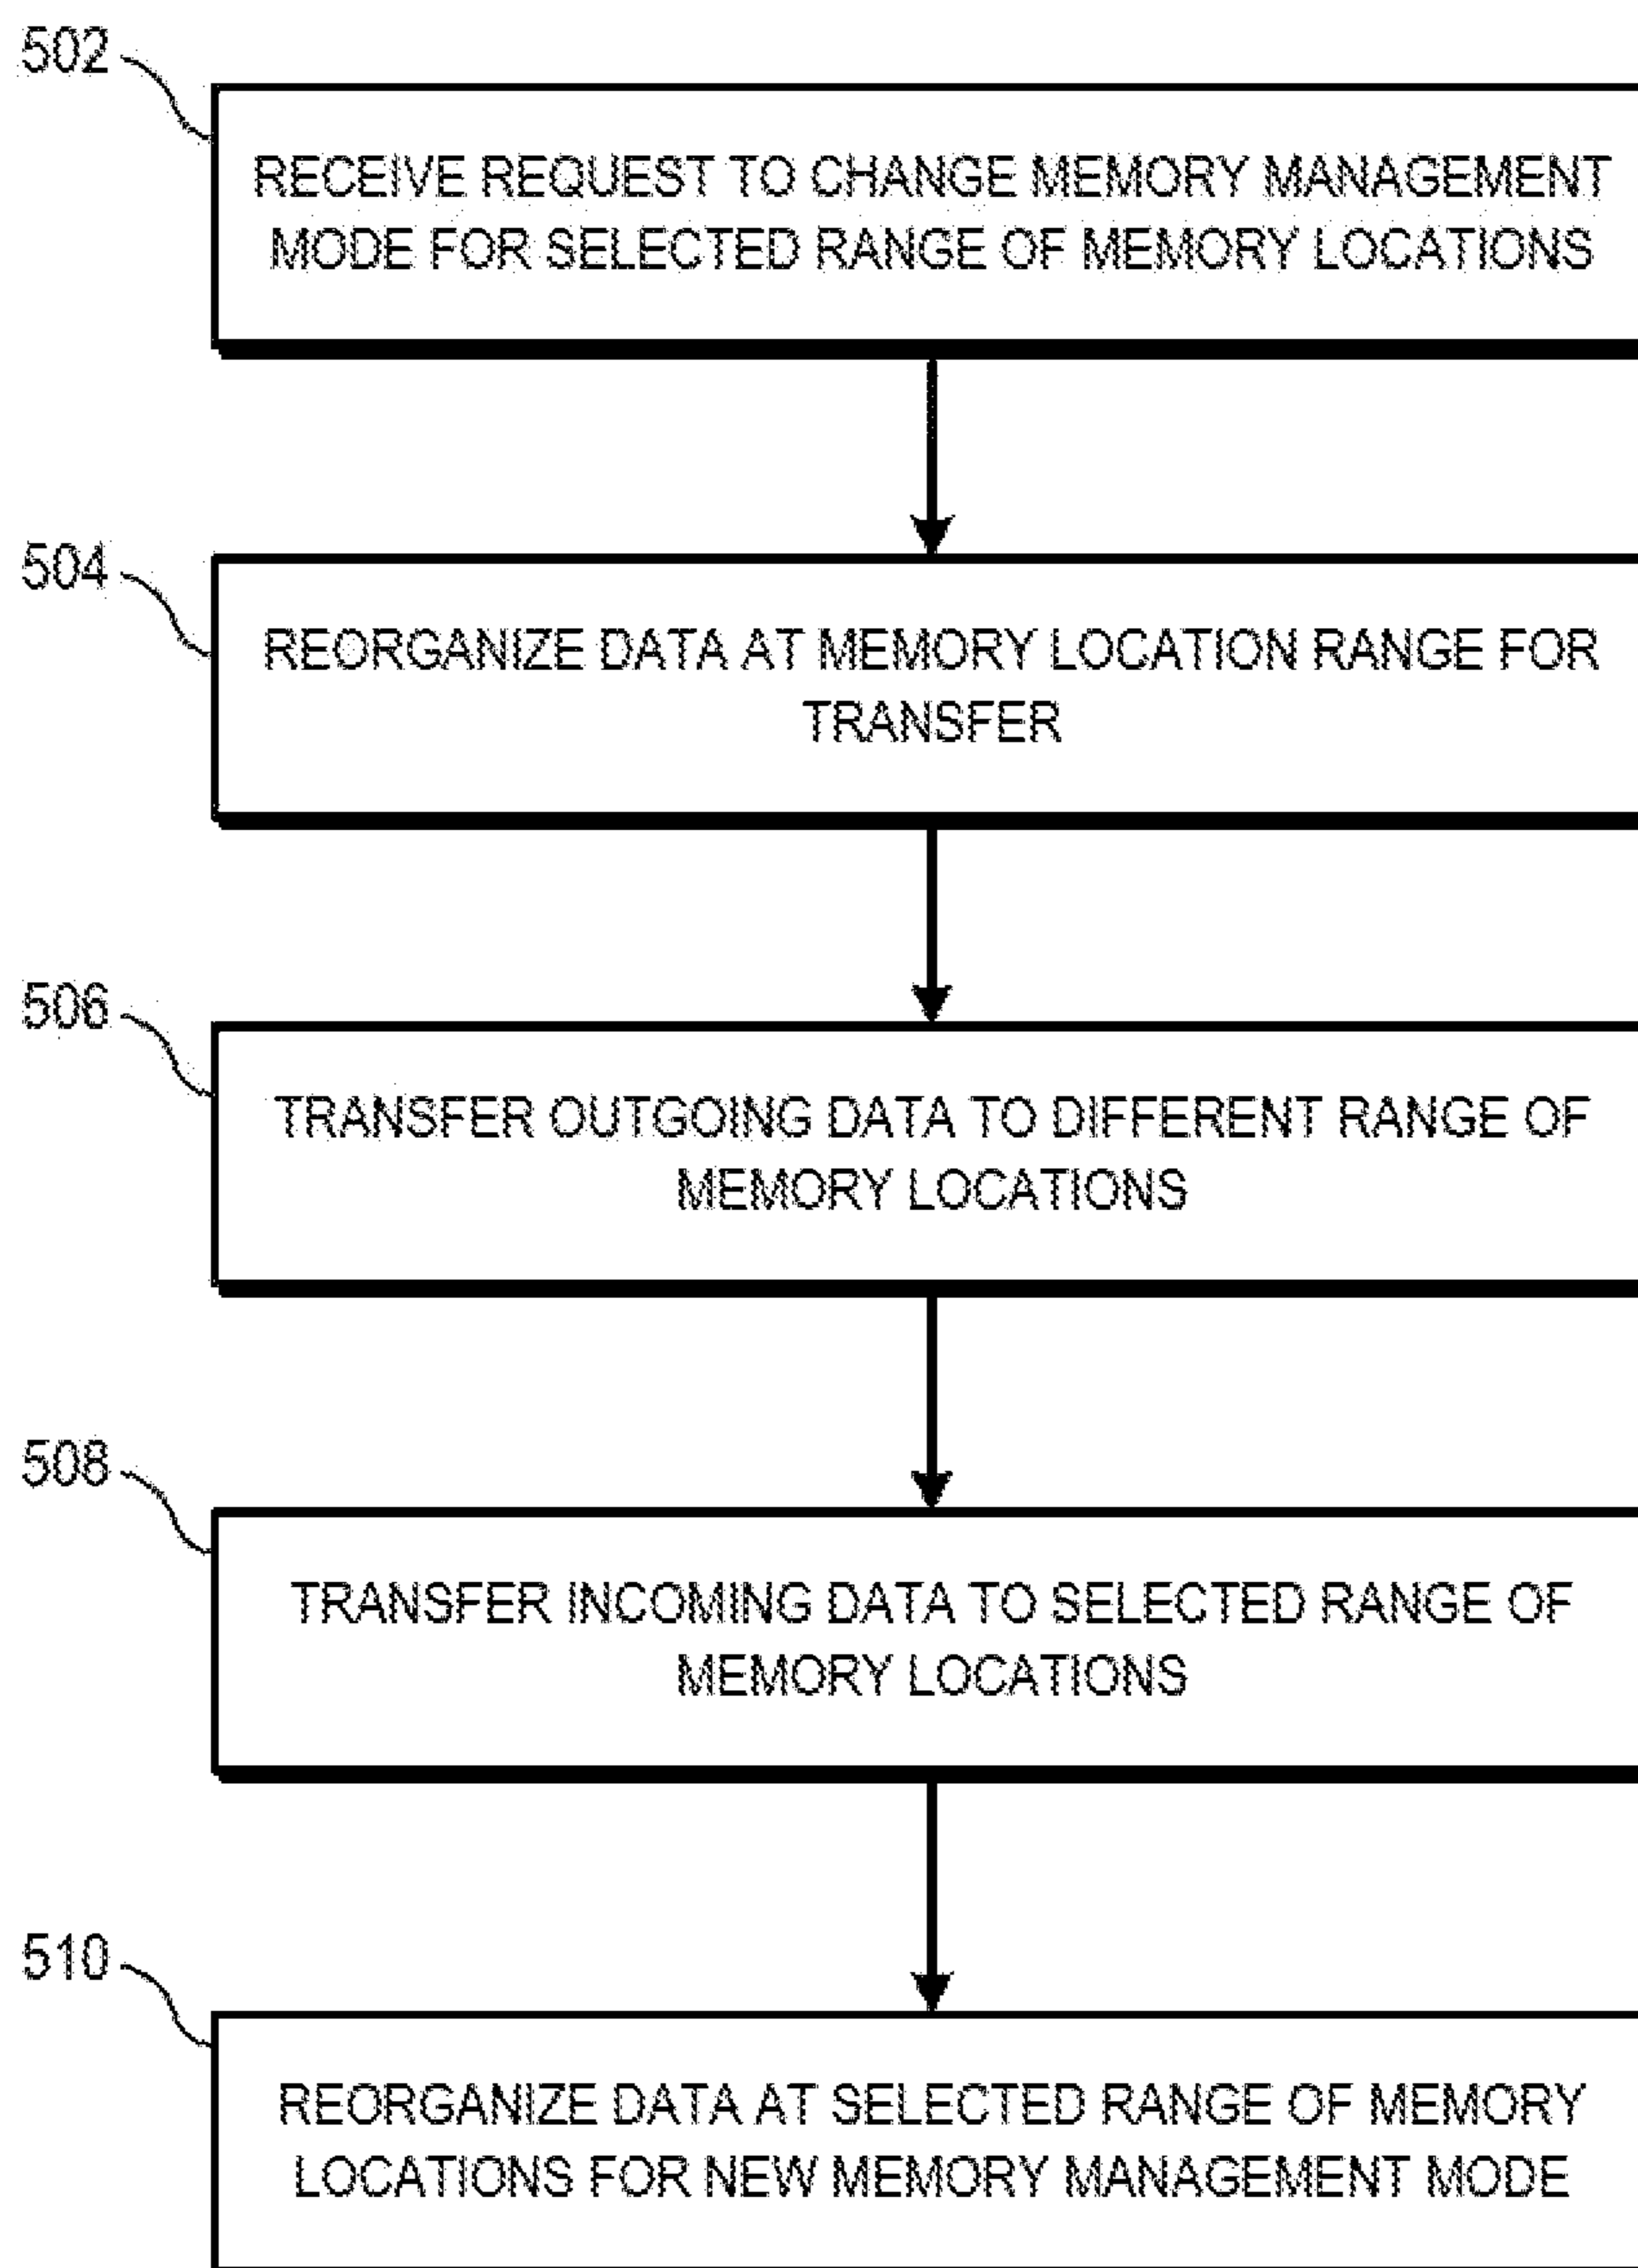 502
RECEIVE REQUEST TO CHANGE MEMORY MANAGEMENT
MODE FOR SELECTED RANGE OF MEMORY LOCATIONS
504
REORGANIZE DATA AT MEMORY LOCATION RANGE FOR
TRANSFER
506
TRANSFER OUTGOING DATA TO DIFFERENT RANGE OF
MEMORY LOCATIONS
508
TRANSFER INCOMING DATA TO SELECTED RANGE OF
MEMORY LOCATIONS
510
REORGANIZE DATA AT SELECTED RANGE OF MEMORY
LOCATIONS FOR NEW MEMORY MANAGEMENT MODE